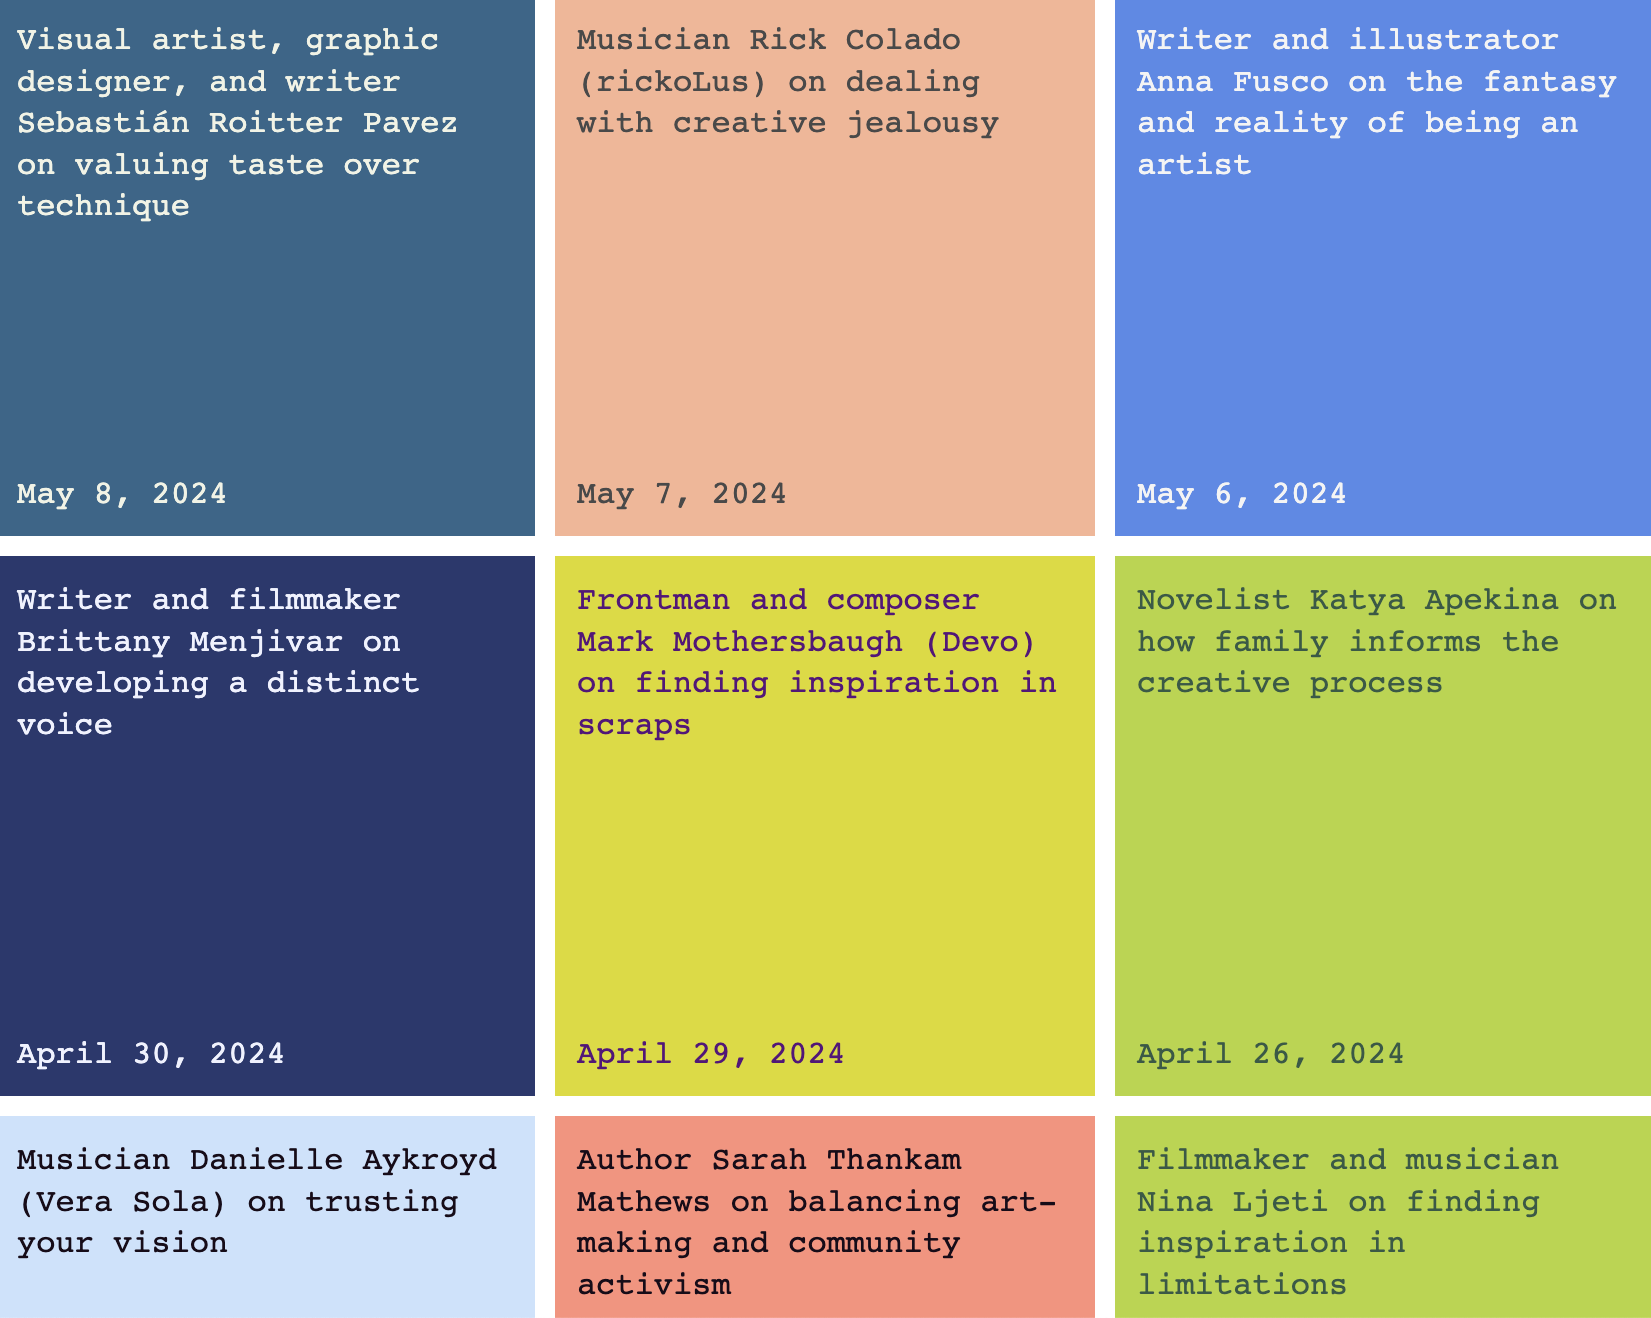 Visual artist, graphic
designer, and writer
Sebastián Roitter Pavez
on valuing taste over
technique
May 8, 2024
Musician Rick Colado
(rickoLus) on dealing
with creative jealousy
May 7, 2024
Writer and illustrator
Anna Fusco on the fantasy
and reality of being an
artist
May 6, 2024
Writer and filmmaker
Brittany Menjivar on
developing a distinct
voice
April 30, 2024
Frontman and composer
Mark Mothersbaugh (Devo)
on finding inspiration in
scraps
April 29, 2024
Novelist Katya Apekina on
how family informs the
creative process
April 26, 2024
Musician Danielle Aykroyd
(Vera Sola) on trusting
your vision
Author Sarah Thankam
Mathews on balancing art-
making and community
activism
Filmmaker and musician
Nina Ljeti on finding
inspiration in
limitations